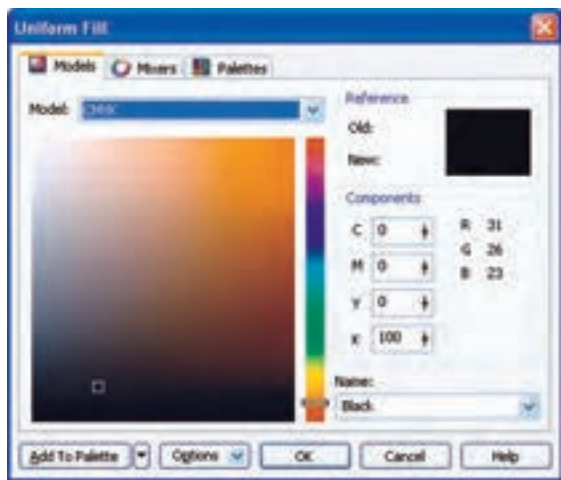 Uniform Fill
Models Mixers Palettes
Model: CMYK
Reference
Old:
New:
Components
C 0 R 31
M 0 G 26
B 23
Y 0
K 100
Name:
Black
Add To Palette Options OK Cancel Help